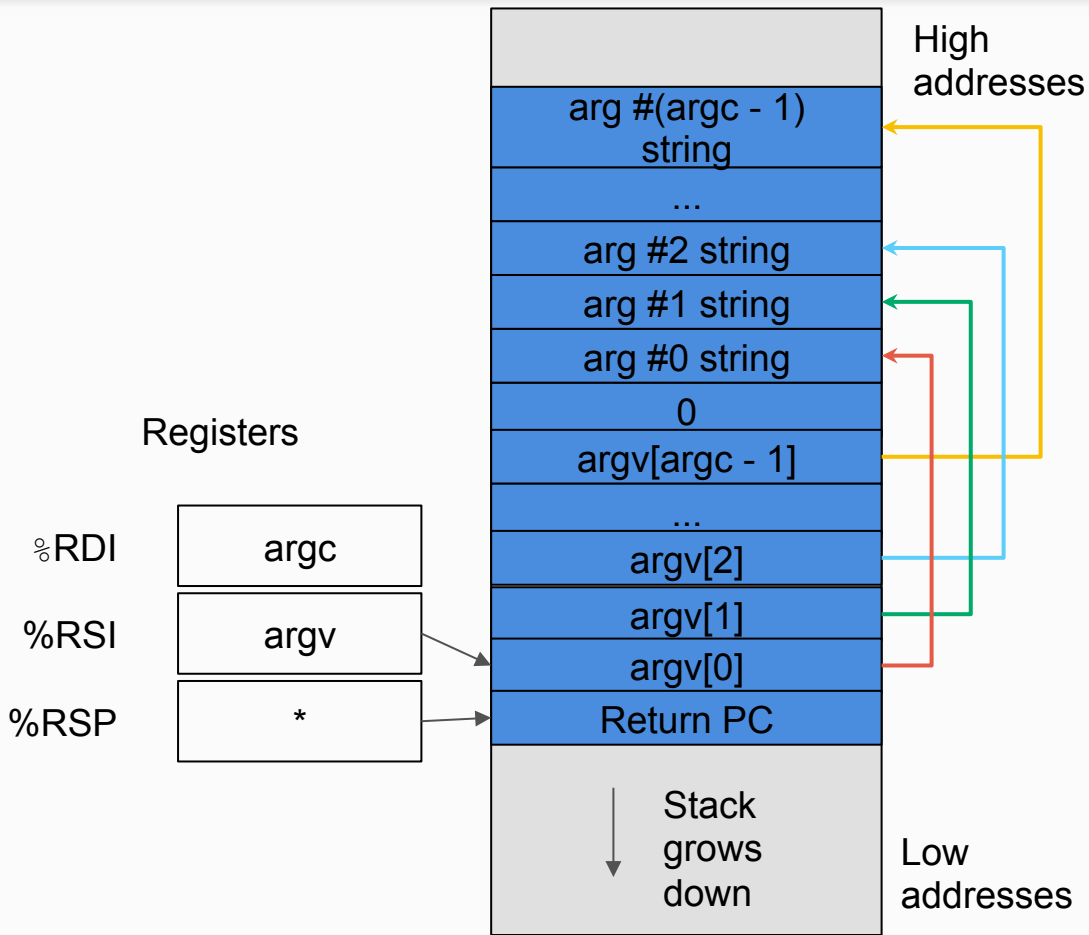 High
addresses
arg #(argc - 1)
string
...
arg #2 string
arg #1 string
arg #0 string
0
Registers
argv[argc - 1]
...
%RDI
argc
argv[2]
%RSI
argv
argv[1]
argv[0]
%RSP
*
Return PC
Stack
grows
down
Low
addresses